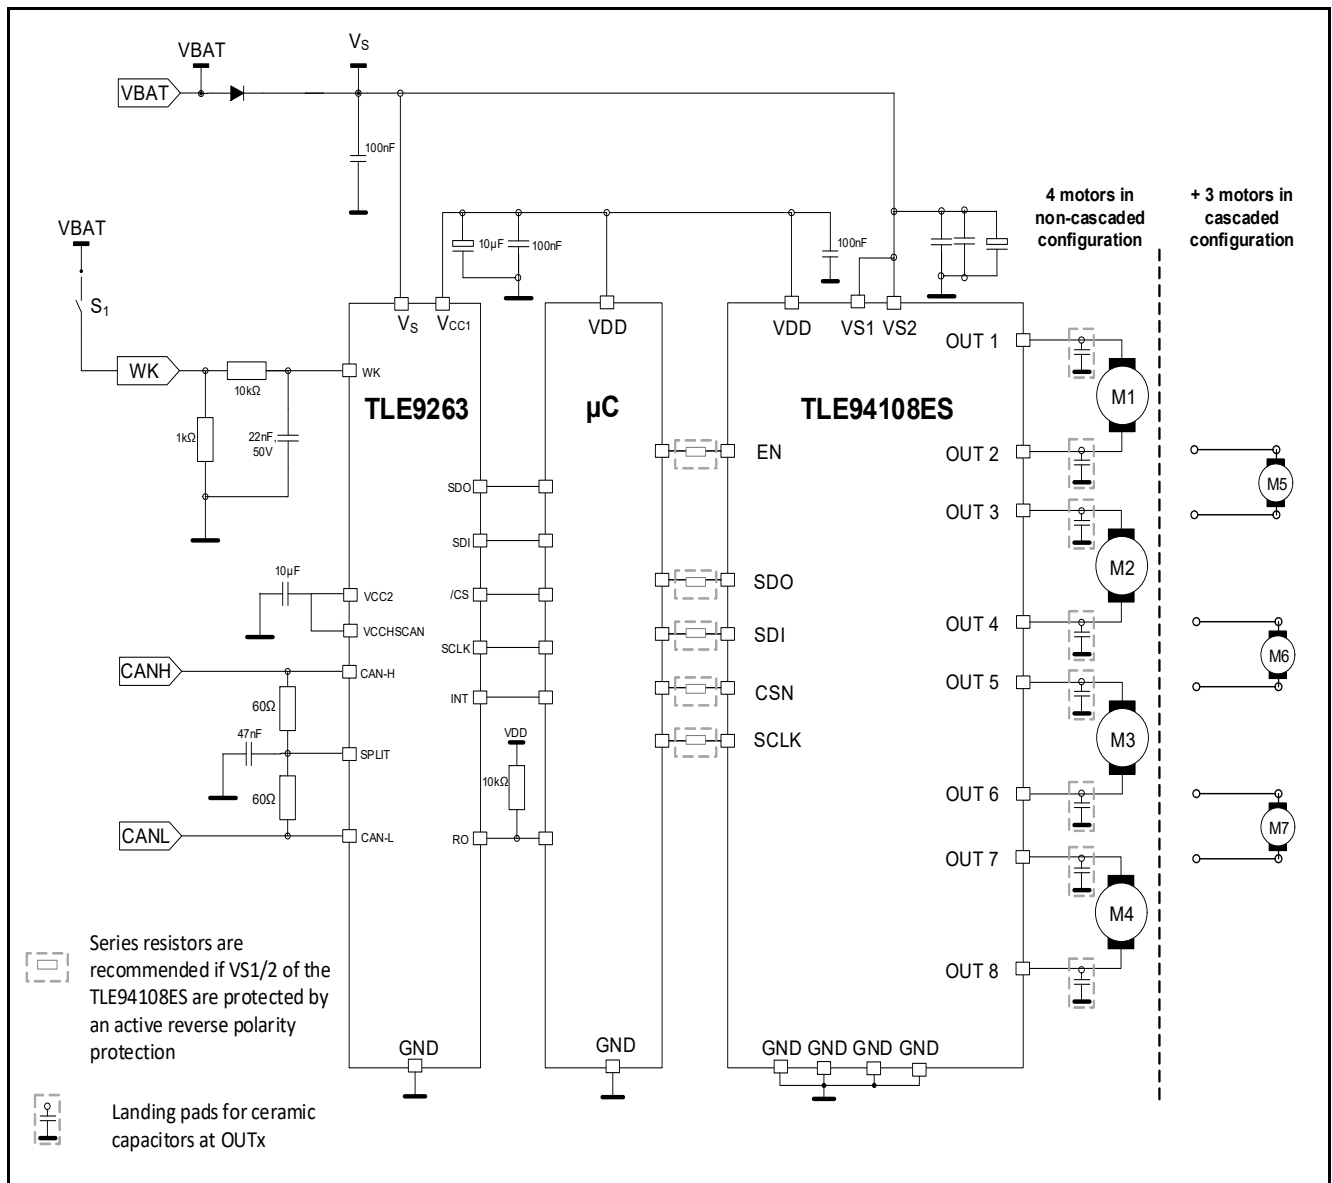 VBAT
V_S
VBAT
100nF
4 motors in
non-cascaded
configuration
+ 3 motors in
cascaded
configuration
VBAT
S1
10µF
100nF
100nF
V_S
V_CC1
VDD
VDD
VS1
VS2
OUT 1
WK
10kΩ
WK
TLE9263
µC
TLE94108ES
M1
1kΩ
22nF,
50V
EN
OUT 2
SDO
M5
OUT 3
SDI
M2
10µF
SDO
VCC2
/CS
VCCHSCAN
OUT 4
SDI
SCLK
M6
CANH
CAN-H
OUT 5
INT
CSN
60Ω
47nF
VDD
SCLK
M3
SPLIT
10kΩ
60Ω
OUT 6
CANL
CAN-L
RO
M7
OUT 7
M4
Series resistors are
recommended if VS1/2 of the
TLE94108ES are protected by
an active reverse polarity
protection
OUT 8
GND
GND
GND GND GND GND
Landing pads for ceramic
capacitors at OUTx